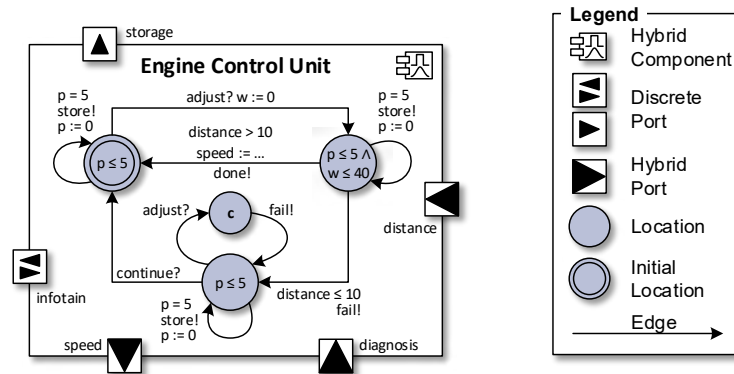 storage
Engine Control Unit
p = 5
store!
p := 0
adjust? w := 0
p = 5
store!
p := 0
distance > 10
speed := ...
done!
p ≤ 5
p ≤ 5 ∧
w ≤ 40
adjust?
c
fail!
distance
continue?
p ≤ 5
infotain
p = 5
store!
p := 0
distance ≤ 10
fail!
speed
diagnosis
Legend
Hybrid
Component
Discrete
Port
Hybrid
Port
Location
Initial
Location
Edge